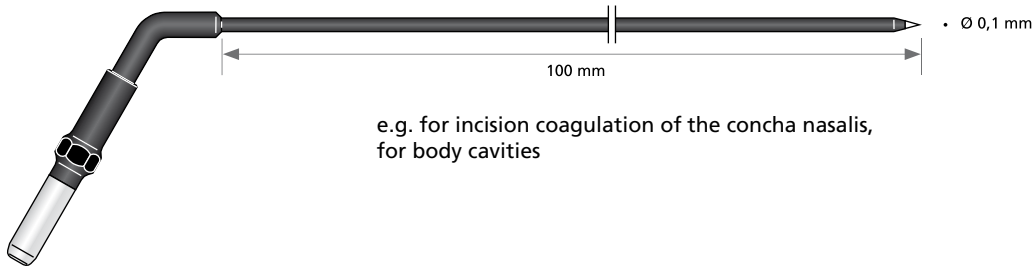 • Ø 0,1 mm
100 mm
e.g. for incision coagulation of the concha nasalis,
for body cavities